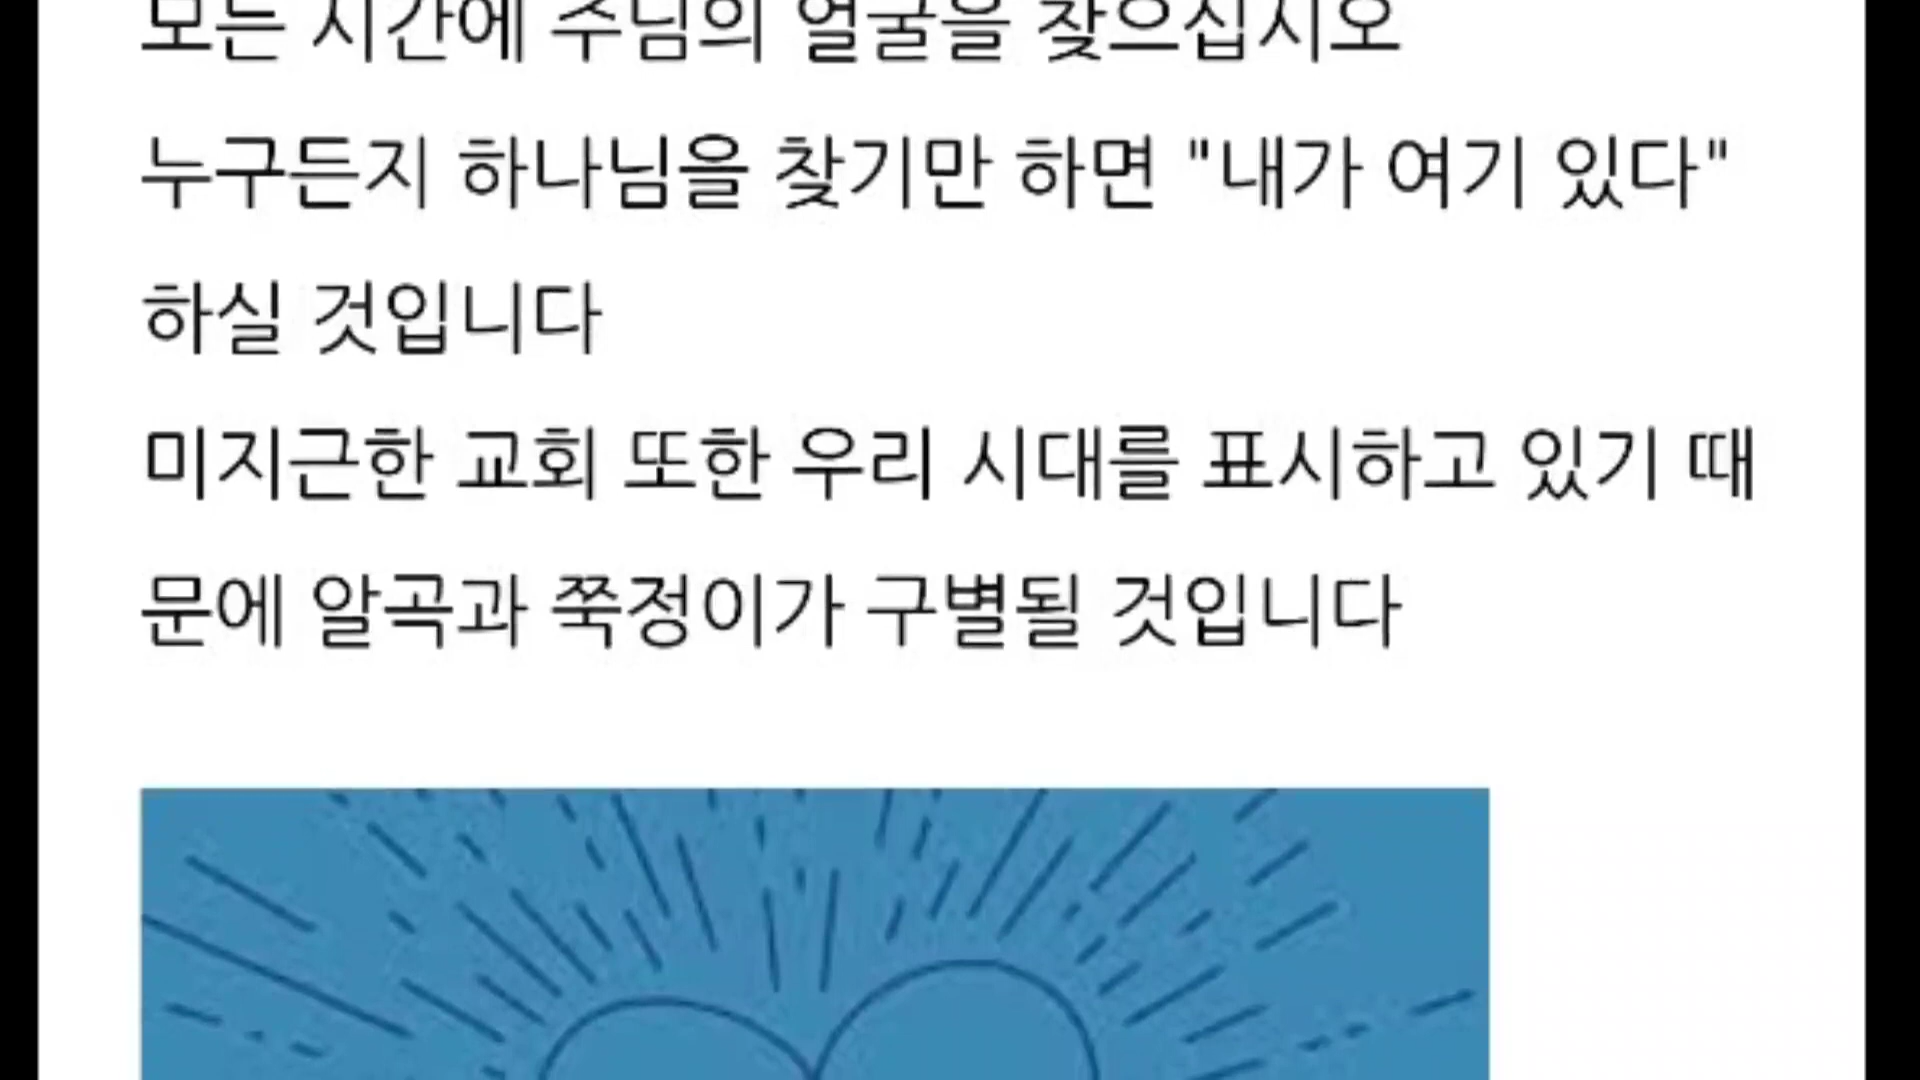 모든 시간에 주님의 얼굴을 찾으십시오
누구든지 하나님을 찾기만 하면 "내가 여기 있다"
하실 것입니다
미지근한 교회 또한 우리 시대를 표시하고 있기 때
문에 알곡과 쭉정이가 구별될 것입니다